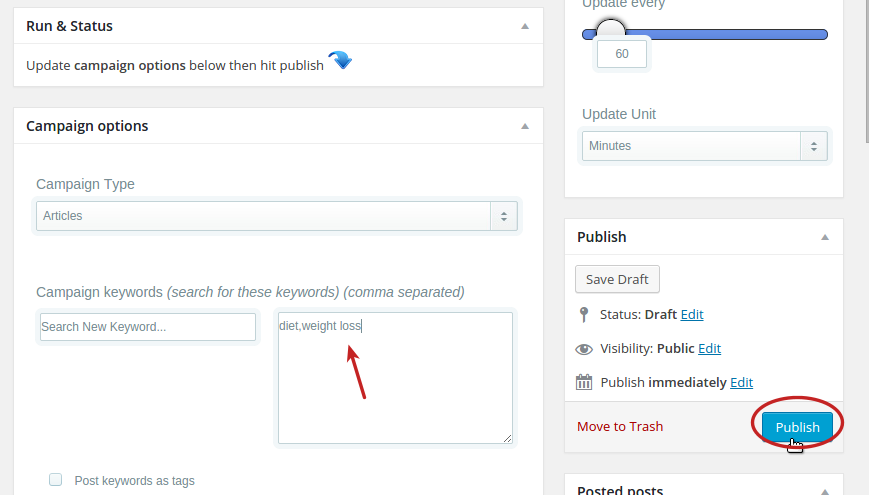 Run & Status
Update campaign options below then hit publish
Campaign options
Campaign Type
Articles
Campaign keywords (search for these keywords) (comma separated)
Search New Keyword...
diet,weight loss
Post keywords as tags
Update every
60
Update Unit
Minutes
Publish
Save Draft
Status: Draft Edit
Visibility: Public Edit
Publish immediately Edit
Move to Trash
Publish
Posted posts